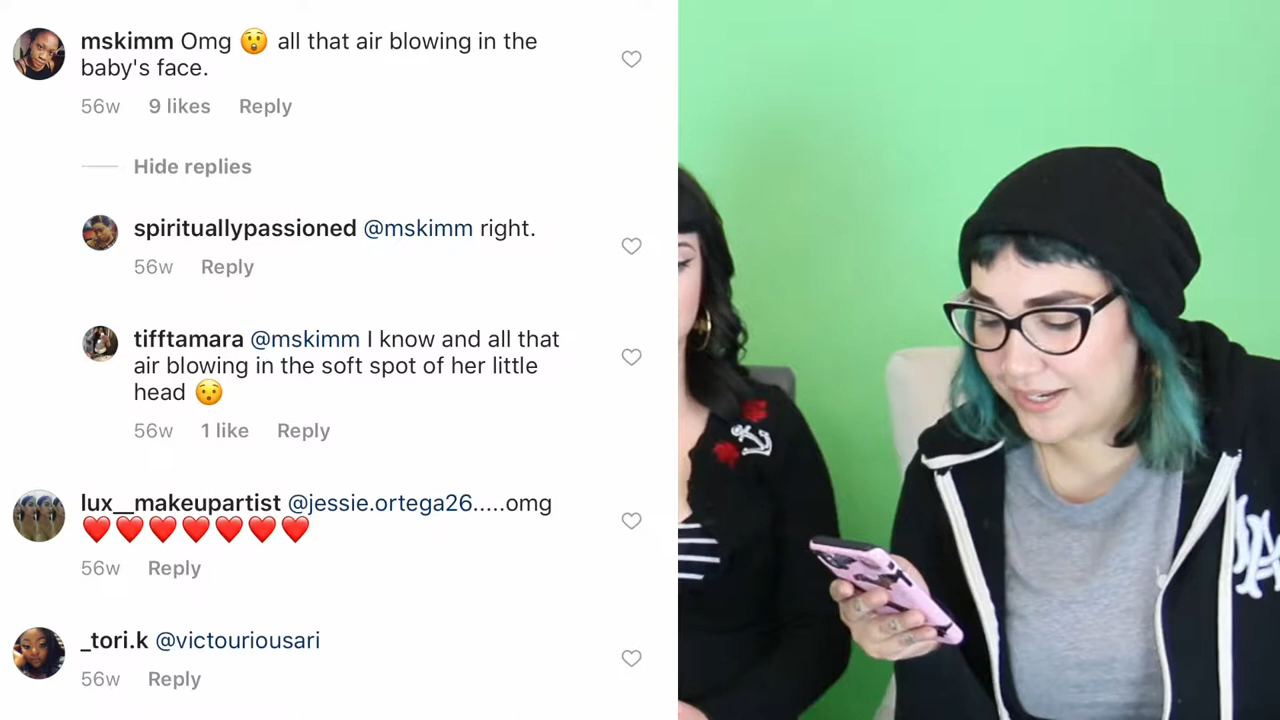 mskimm Omg 😲 all that air blowing in the
baby's face.
56w 9 likes Reply
Hide replies
spirituallypassioned @mskimm right.
56w Reply
tifftamara @mskimm I know and all that
air blowing in the soft spot of her little
head 😯
56w 1 like Reply
lux__makeupartist @jessie.ortega26.....omg
❤️❤️❤️❤️❤️❤️❤️
56w Reply
_tori.k @victouriousari
56w Reply